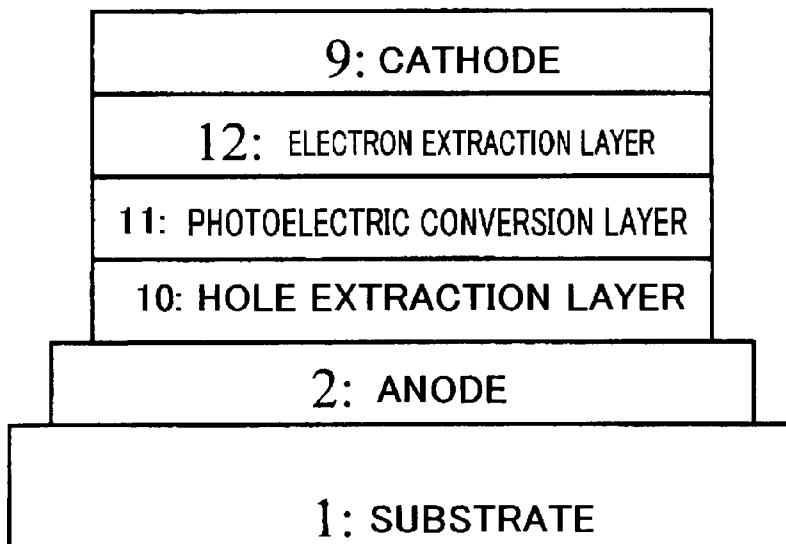 9: CATHODE
12: ELECTRON EXTRACTION LAYER
11: PHOTOELECTRIC CONVERSION LAYER
10: HOLE EXTRACTION LAYER
2: ANODE
1: SUBSTRATE